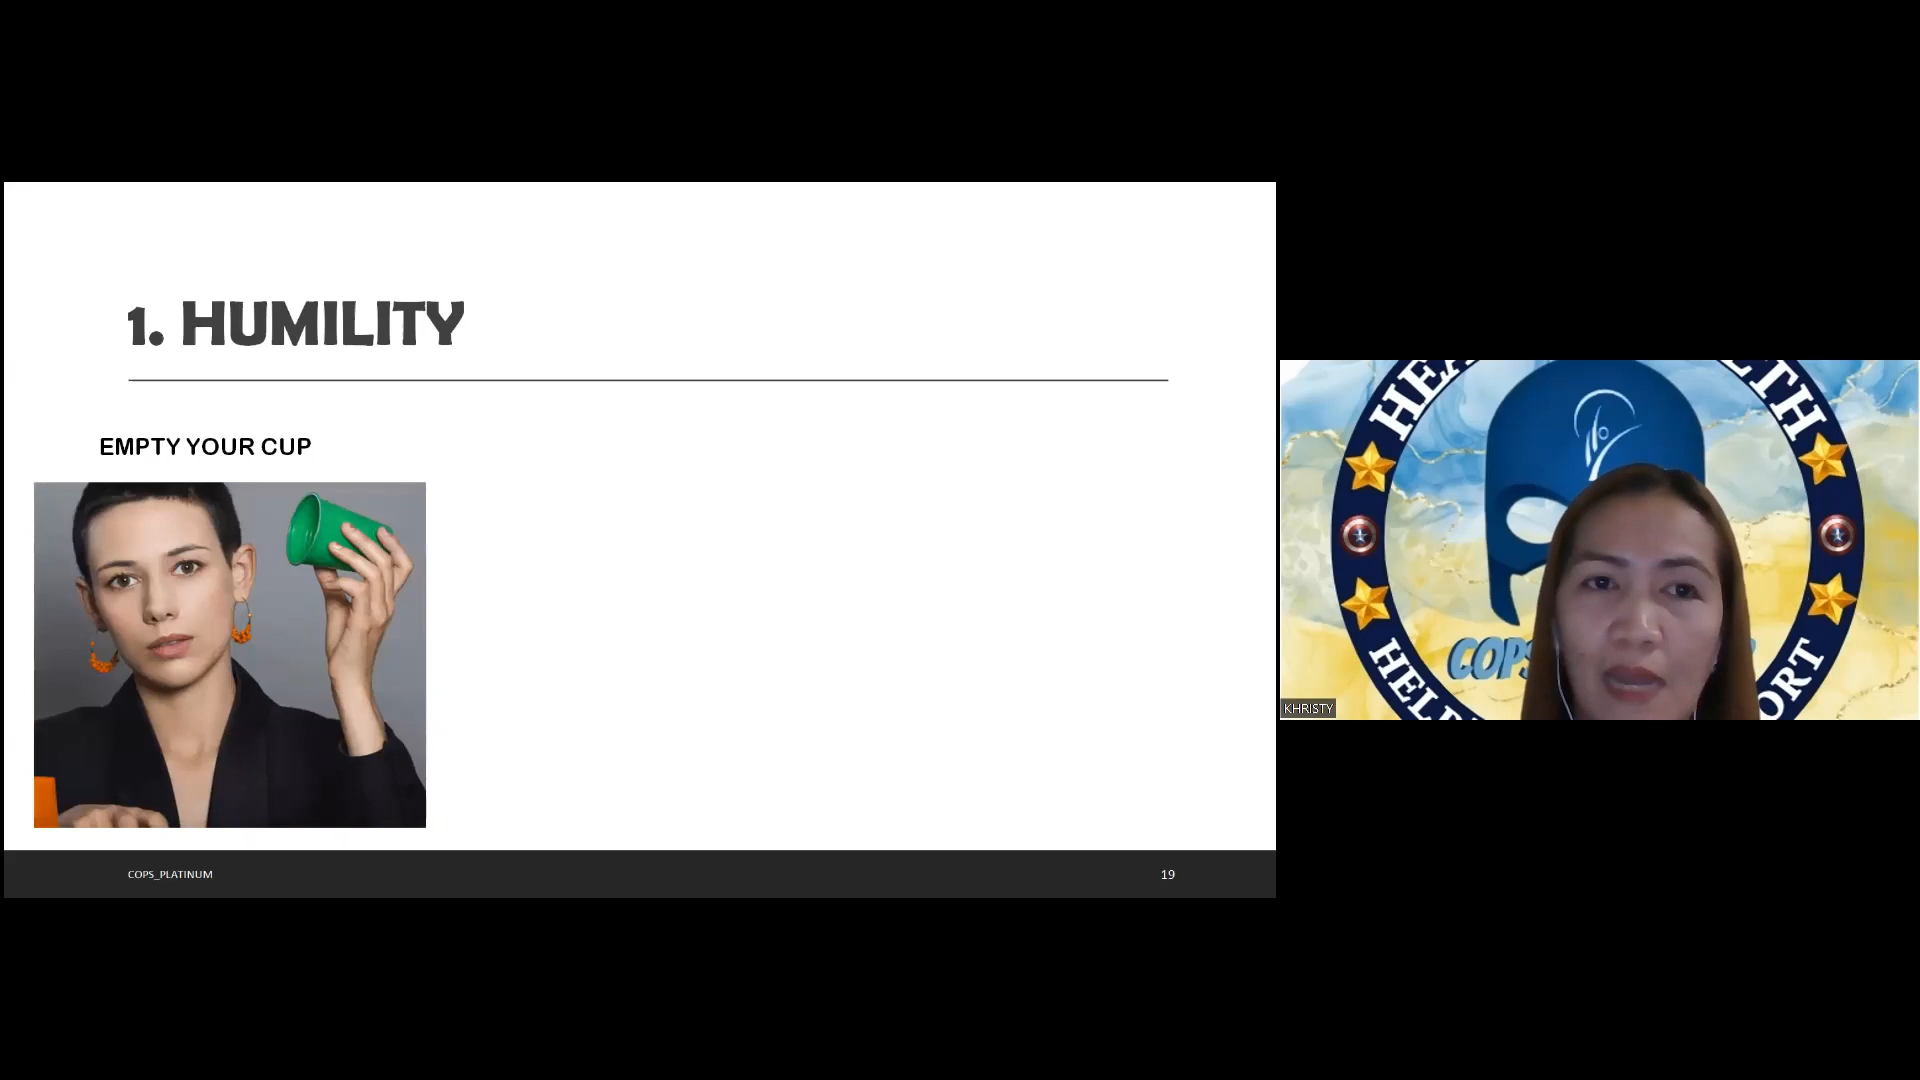 1. HUMILITY
EMPTY YOUR CUP
COPS_PLATINUM
19
KHRISTY
COPS